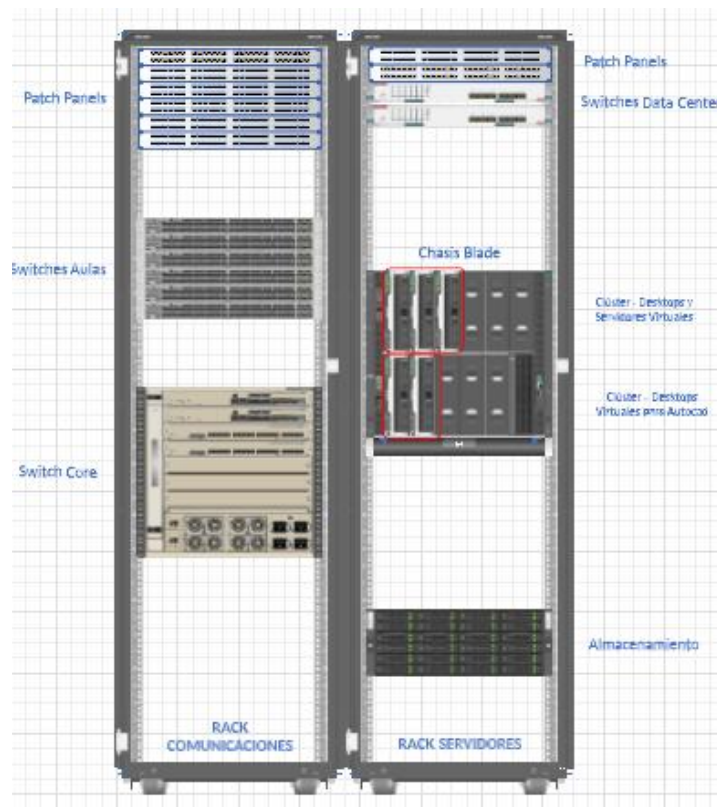 Patch Panels
Switches Aulas
Switch Core
RACK
COMUNICACIONES
Patch Panels
Switches Data Cente
Chasis Blade
Clúster - Desktops y
Servidores Virtuales
Clúster - Desktops
Virtuales para Autocad
Almacenamiento
RACK SERVIDORES